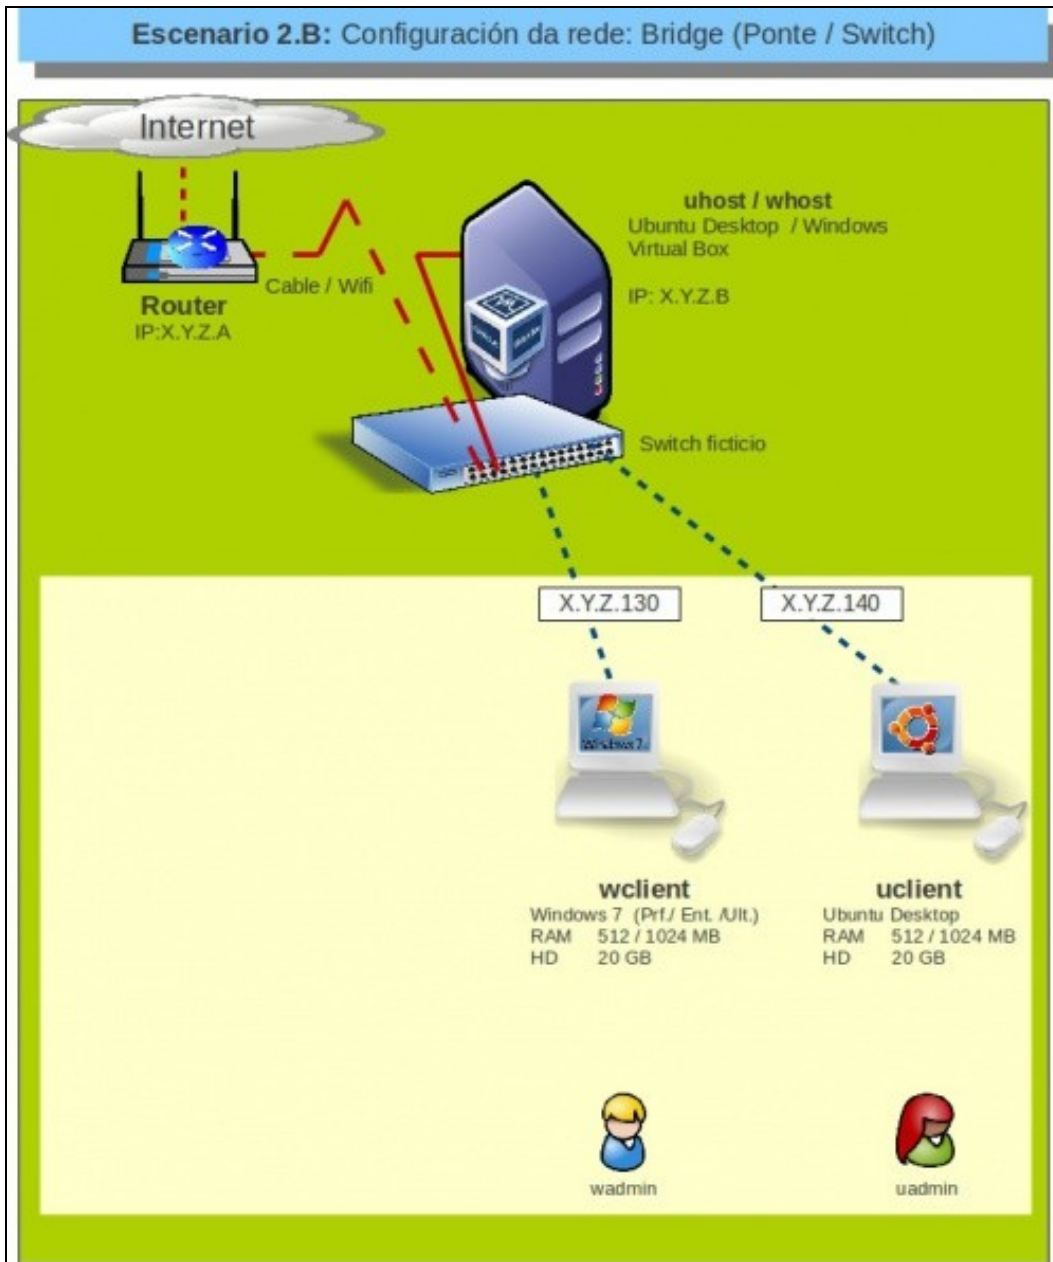 Escenario 2.B: Configuración da rede: Bridge (Ponte / Switch)
Internet
Cable / Wifi
Router
IP:X.Y.Z.A
uhost / whost
Ubuntu Desktop / Windows
Virtual Box
IP: X.Y.Z.B
Switch ficticio
X.Y.Z.130
X.Y.Z.140
Windows 7
wclient
Windows 7 (Prf./ Ent. /Ult.)
RAM 512 / 1024 MB
HD 20 GB
uclient
Ubuntu Desktop
RAM 512 / 1024 MB
HD 20 GB
wadmin
uadmin